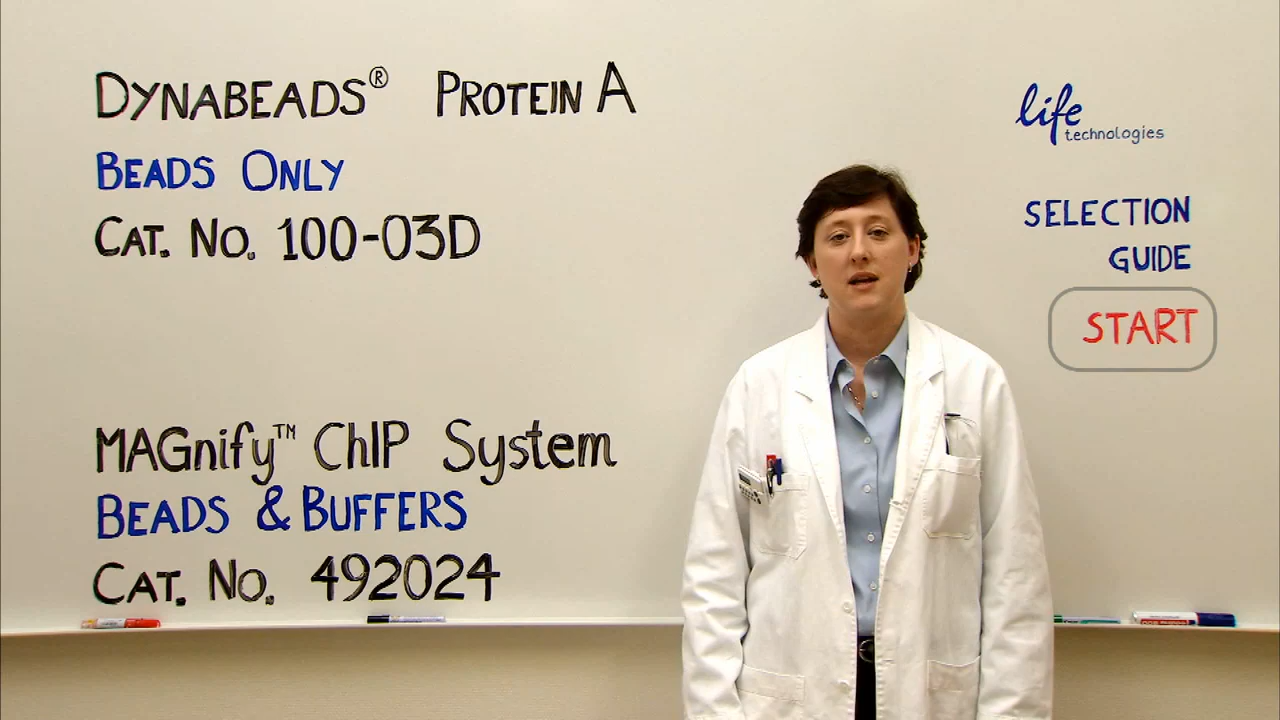 DYNABEADS® PROTEIN A
BEADS ONLY
CAT. NO. 100-03D
MAGnify™ ChIP System
BEADS & BUFFERS
CAT. NO. 492024
life
technologies
SELECTION
GUIDE
START